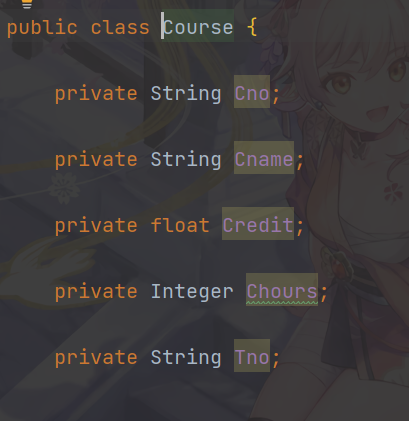 public class Course {
private String Cno;
private String Cname;
private float Credit;
private Integer Chours;
private String Tno;